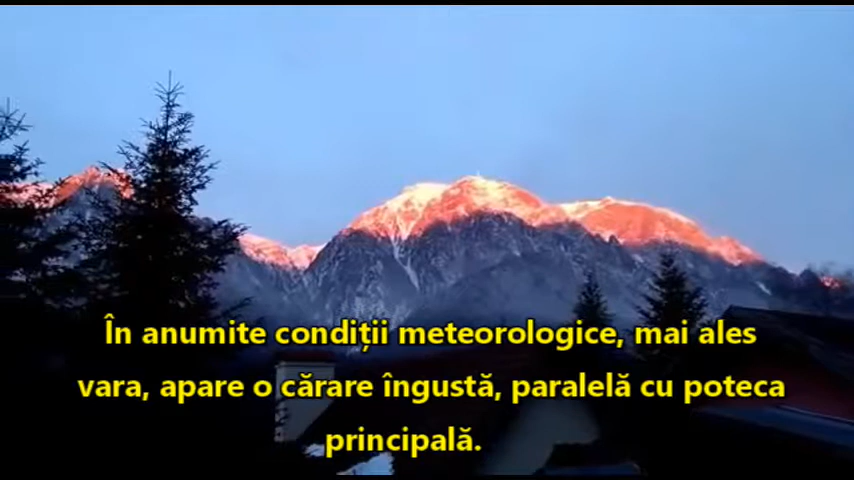 În anumite condiții meteorologice, mai ales
vara, apare o cărare îngustă, paralelă cu poteca
principală.